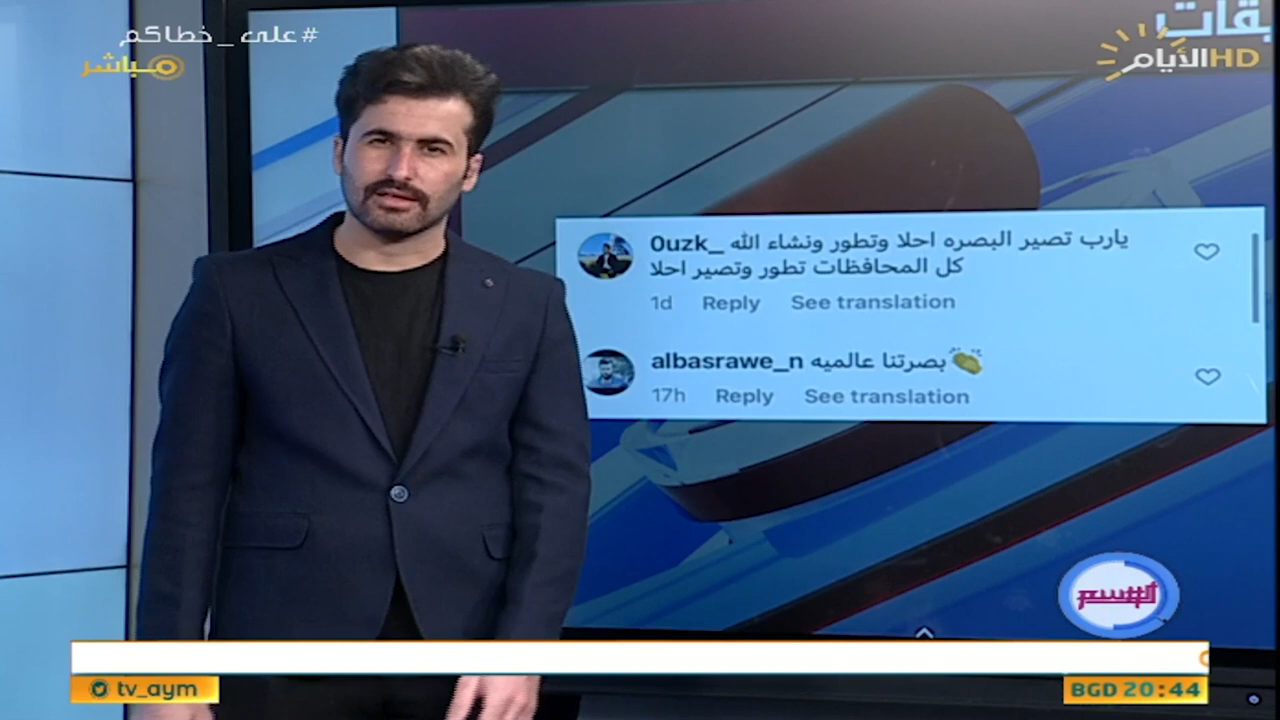 #على_خطاكم
مباشر
بقات
الأيام HD
0uzk_ يارب تصير البصره احلا وتطور ونشاء الله
كل المحافظات تطور وتصير احلا
1d Reply See translation
albasrawe_n بصرتنا عالميه👏
17h Reply See translation
tv_aym
BGD 20:44